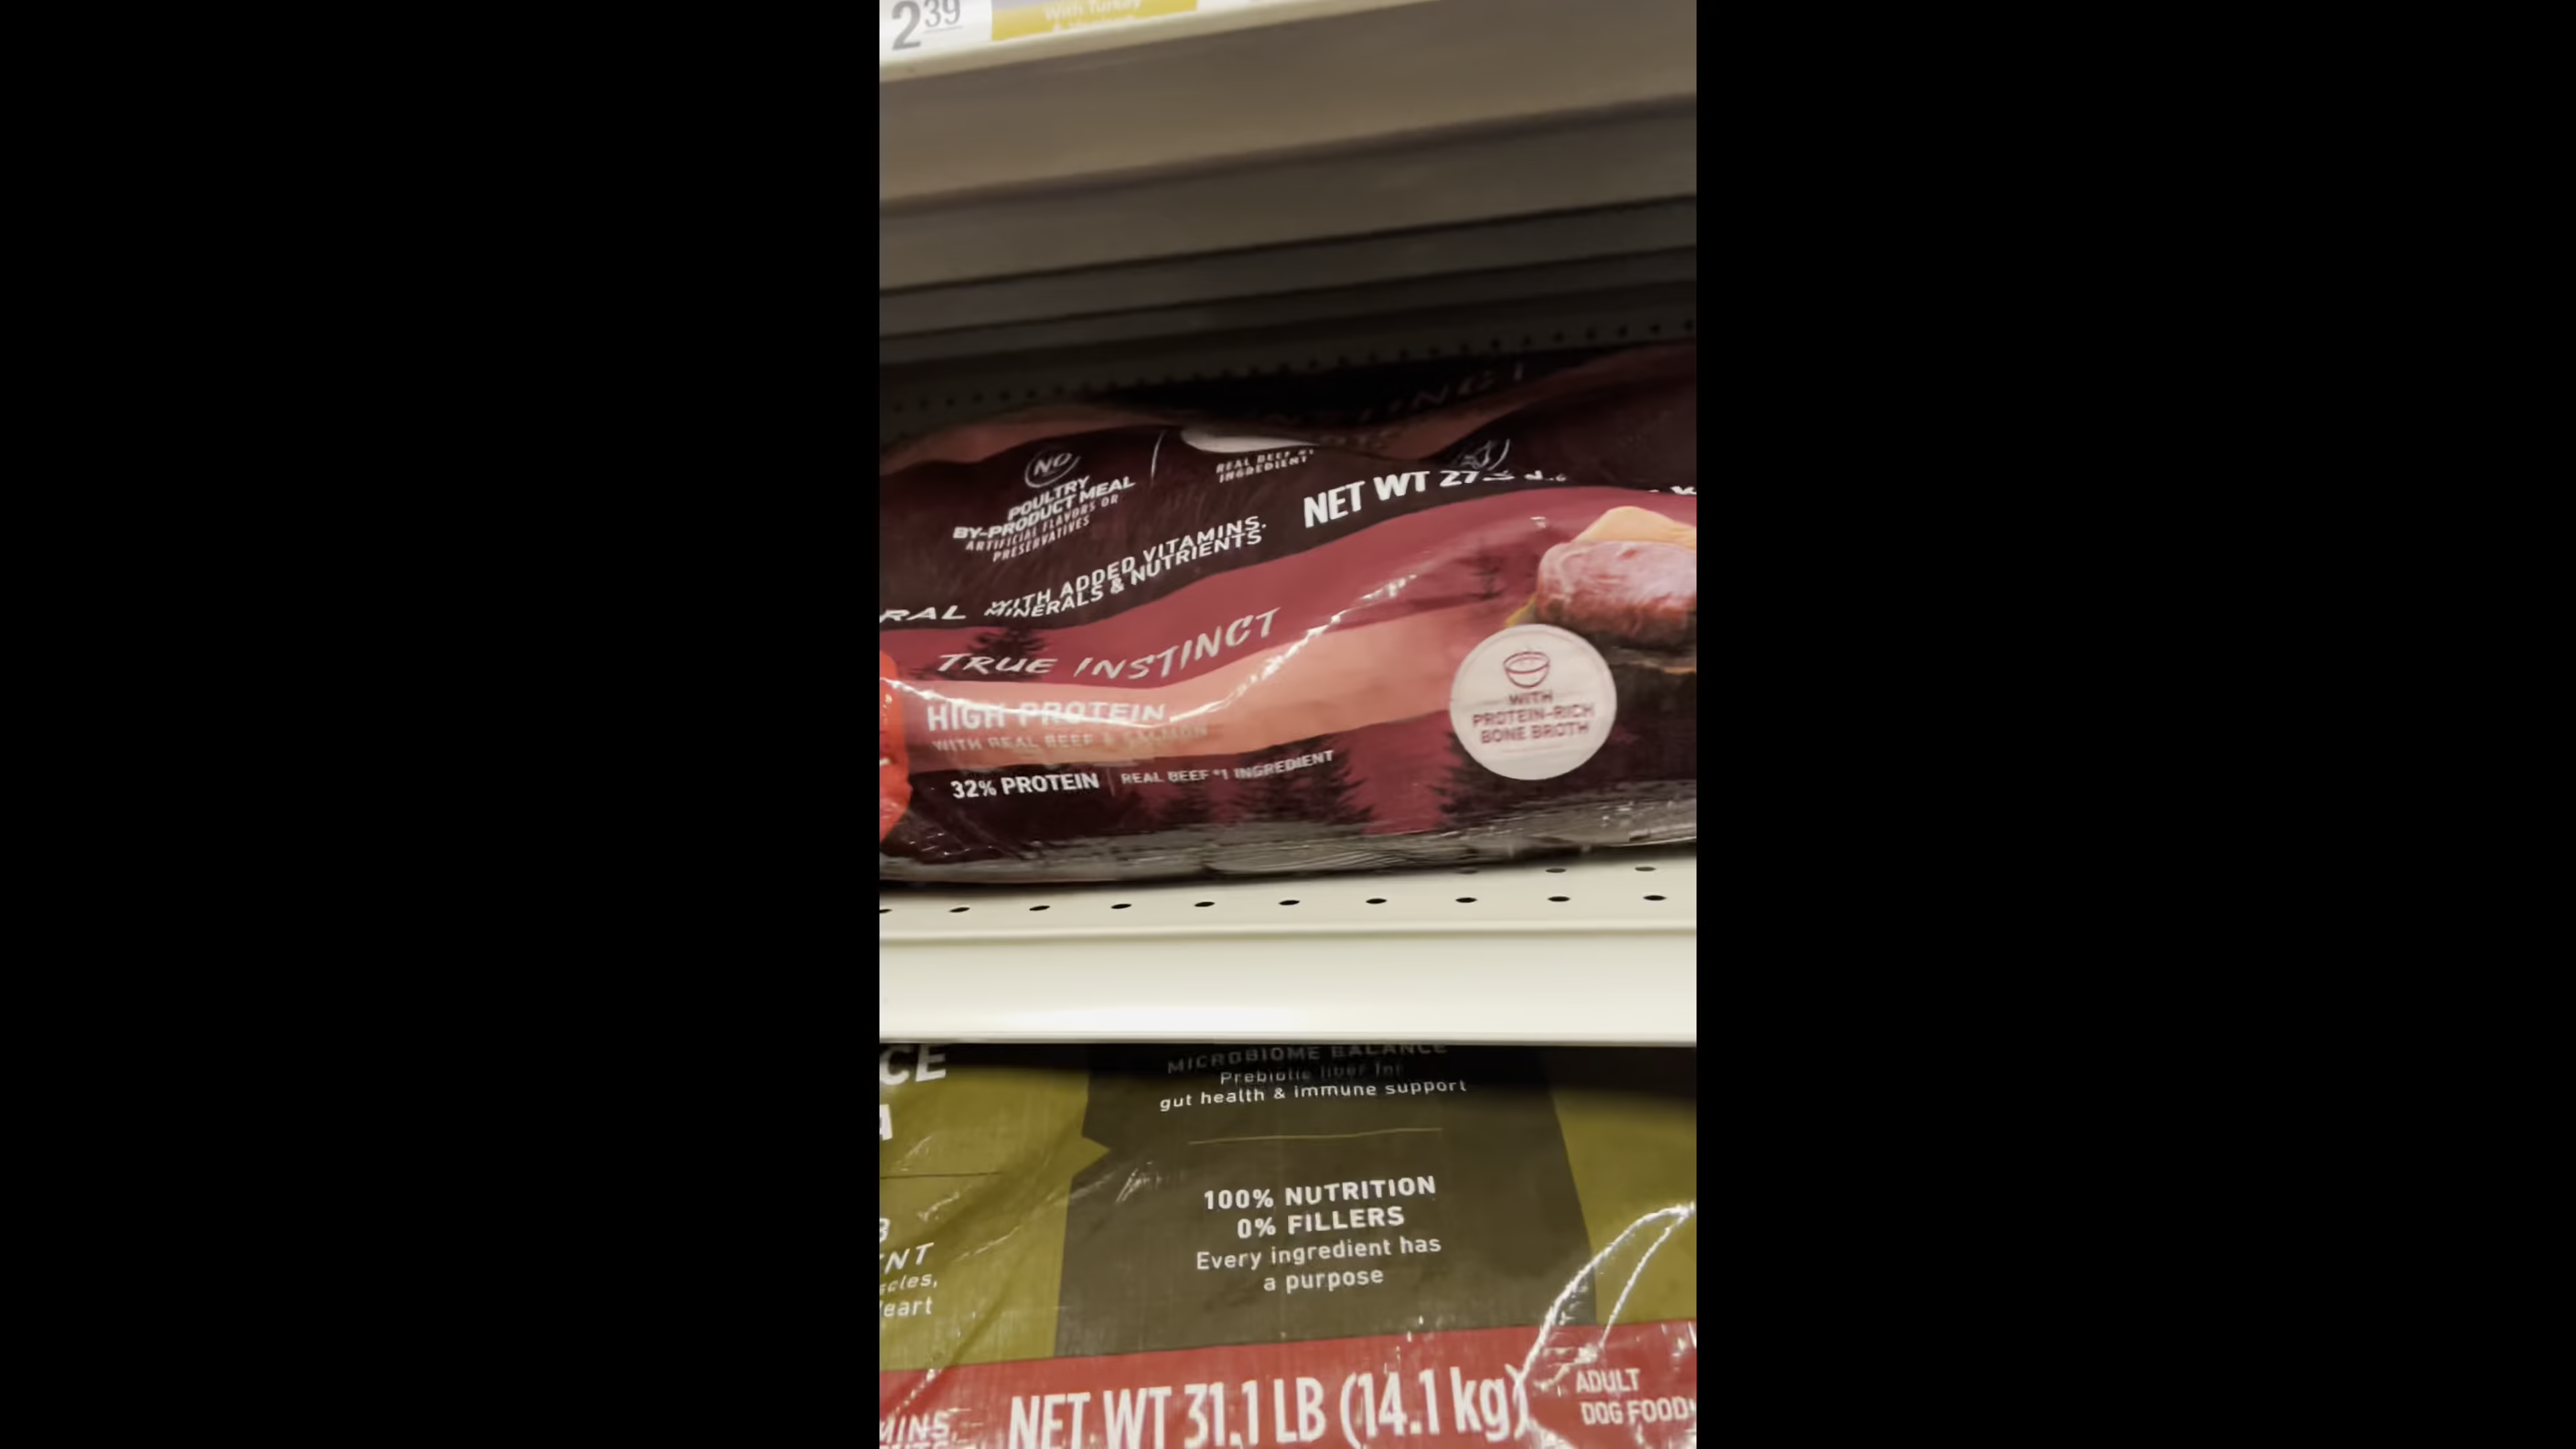 2 39
With Turkey
NO
POULTRY
BY-PRODUCT MEAL
ARTIFICIAL FLAVORS OR
PRESERVATIVES
REAL BEEF #1
INGREDIENT
NET WT 27
RAL WITH ADDED VITAMINS,
MINERALS & NUTRIENTS
TRUE INSTINCT
HIGH PROTEIN
WITH REAL BEEF & SALMON
32% PROTEIN | REAL BEEF #1 INGREDIENT
WITH
PROTEIN-RICH
BONE BROTH
CE
A
NT
scles,
eart
MICROBIOME BALANCE
Prebiotic fiber for
gut health & immune support
100% NUTRITION
0% FILLERS
Every ingredient has
a purpose
MINS,
NET WT 31.1 LB (14.1 kg)
ADULT
DOG FOOD